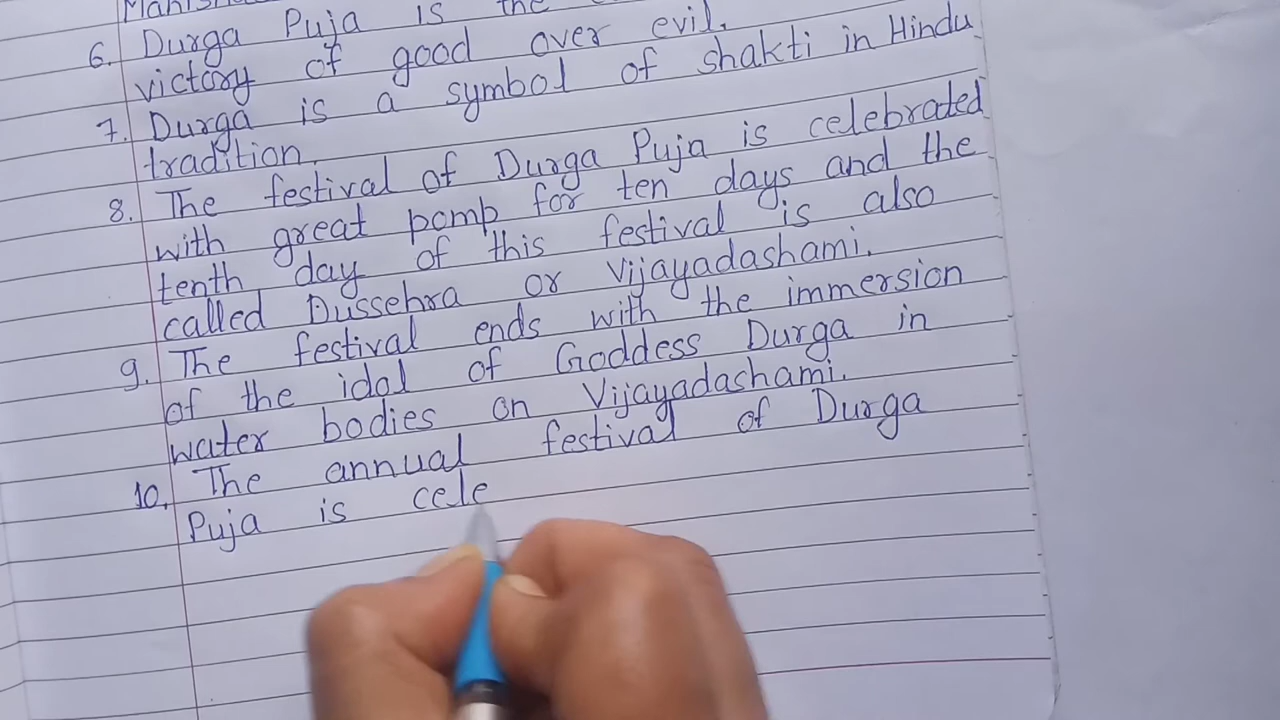 6. Durga Puja is the
victory of good over evil.
7. Durga is a symbol of shakti in Hindu
tradition.
8. The festival of Durga Puja is celebrated
with great pomp for ten days and the
tenth day of this festival is also
called Dussehra or Vijayadashami.
9. The festival ends with the immersion
of the idol of Goddess Durga in
water bodies on Vijayadashami.
10. The annual festival of Durga
Puja is cele